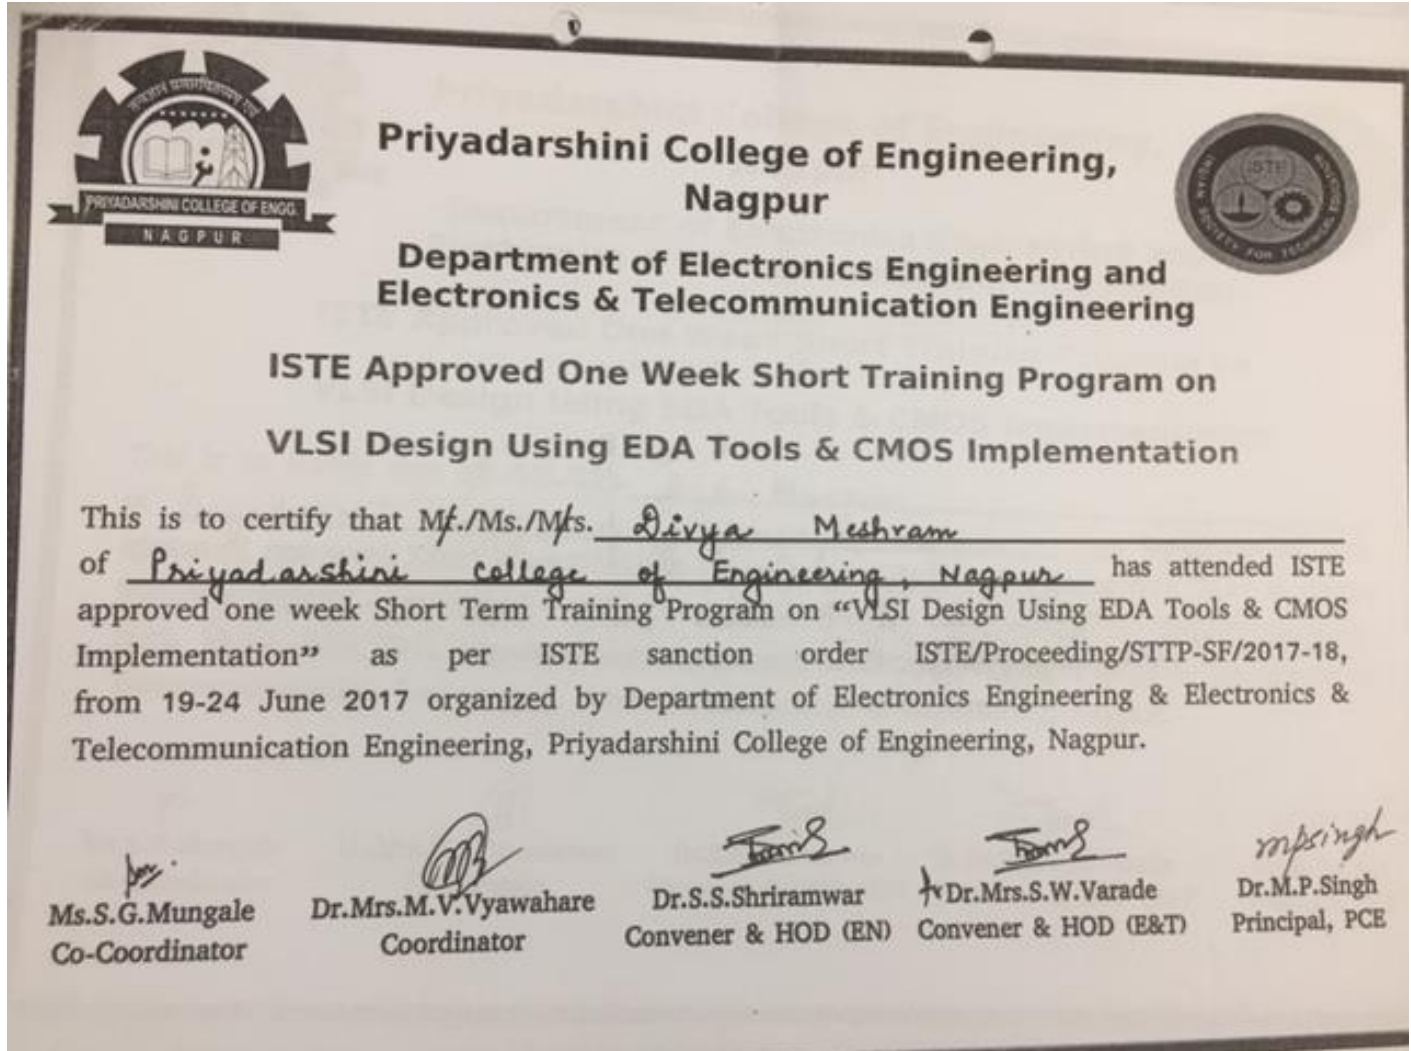 PRIYADARSHINI COLLEGE OF ENGG.
NAGPUR
ISTE
INDIAN SOCIETY FOR TECHNICAL
Priyadarshini College of Engineering,
Nagpur
Department of Electronics Engineering and
Electronics & Telecommunication Engineering
ISTE Approved One Week Short Training Program on
VLSI Design Using EDA Tools & CMOS Implementation
This is to certify that Mr./Ms./Mrs. Divya Meshram
of Priyadarshini college of Engineering, Nagpur has attended ISTE
approved one week Short Term Training Program on “VLSI Design Using EDA Tools & CMOS
Implementation” as per ISTE sanction order ISTE/Proceeding/STTP-SF/2017-18,
from 19-24 June 2017 organized by Department of Electronics Engineering & Electronics &
Telecommunication Engineering, Priyadarshini College of Engineering, Nagpur.
mpsingh
Ms.S.G.Mungale
Co-Coordinator
Dr.Mrs.M.V.Vyawahare
Coordinator
Dr.S.S.Shriramwar
Convener & HOD (EN)
Dr.Mrs.S.W.Varade
Convener & HOD (E&T)
Dr.M.P.Singh
Principal, PCE